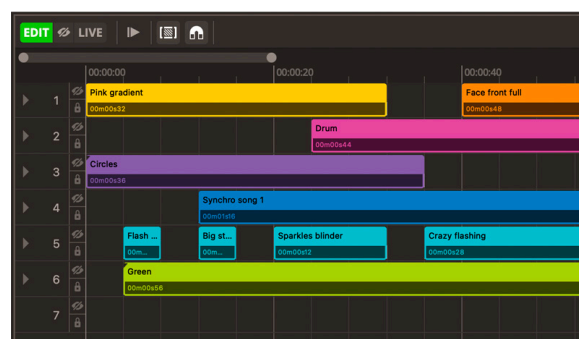 EDIT LIVE
00:00:00 00:00:20 00:00:40
1 Pink gradient Face front full
00m00s32 00m00s48
2 Drum
00m00s44
3 Circles
00m00s36
4 Synchro song 1
00m01s16
5 Flash ... Big st... Sparkles blinder Crazy flashing
00m... 00m... 00m00s12 00m00s28
6 Green
00m00s56
7